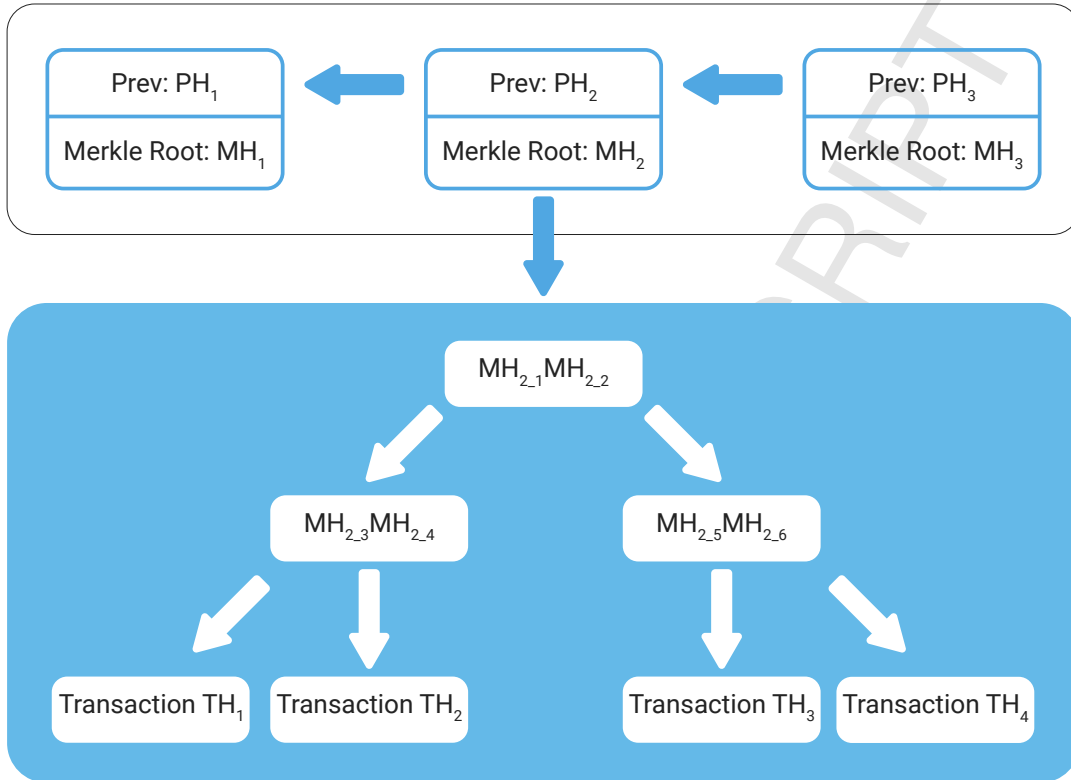 Prev: PH₁
Prev: PH₂
Prev: PH₃
Merkle Root: MH₁
Merkle Root: MH₂
Merkle Root: MH₃
MH₂_₁MH₂_₂
MH₂_₃MH₂_₄
MH₂_₅MH₂_₆
Transaction TH₁
Transaction TH₂
Transaction TH₃
Transaction TH₄